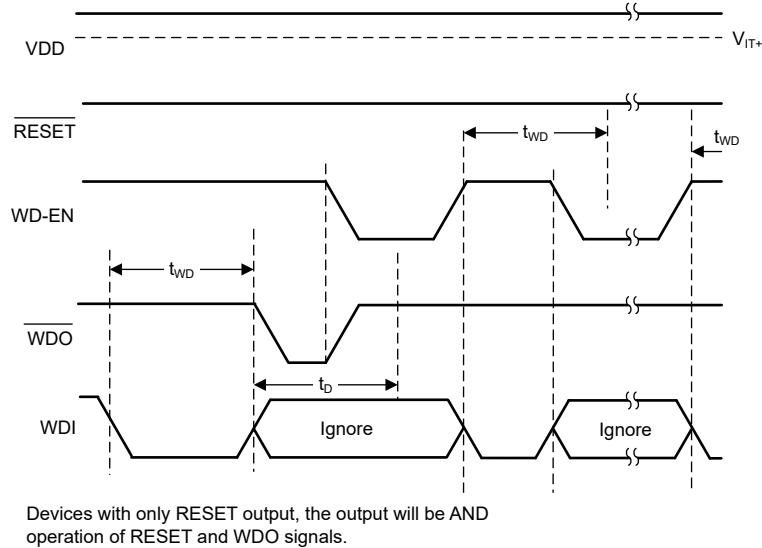 VDD
V_IT+
RESET
t_WD
t_WD
WD-EN
t_WD
WDO
t_D
WDI
Ignore
Ignore
Devices with only RESET output, the output will be AND
operation of RESET and WDO signals.